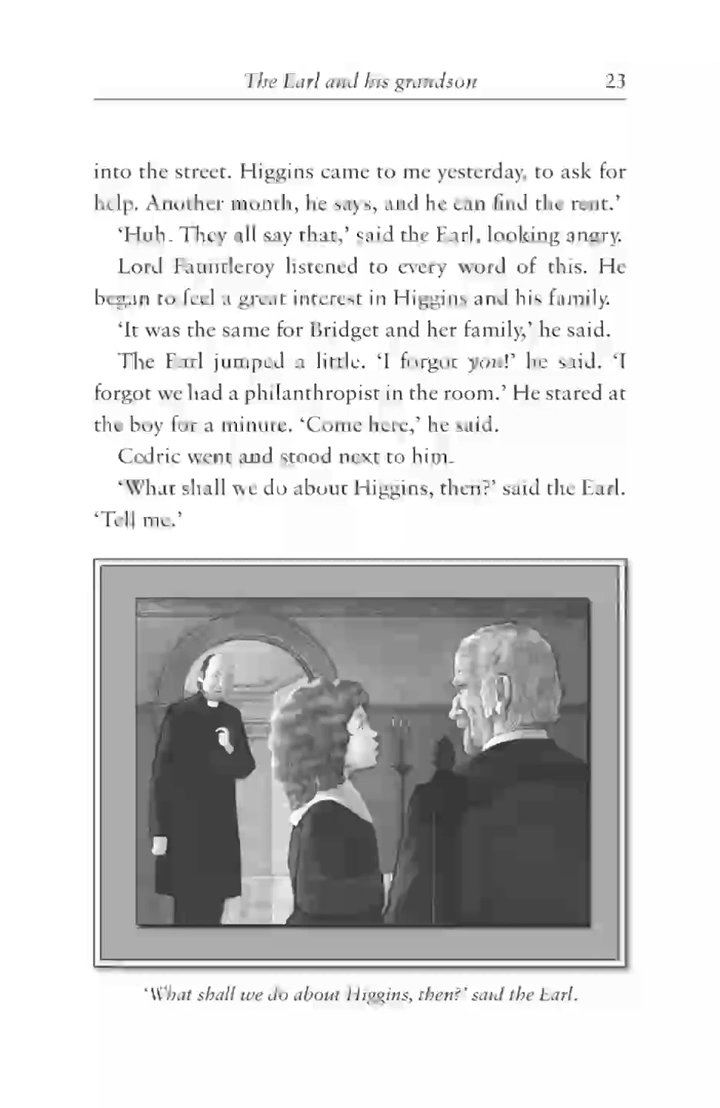 The Earl and his grandson 23
into the street. Higgins came to me yesterday, to ask for
help. Another month, he says, and he can find the rent.’
‘Huh. They all say that,’ said the Earl, looking angry.
Lord Fauntleroy listened to every word of this. He
began to feel a great interest in Higgins and his family.
‘It was the same for Bridget and her family,’ he said.
The Earl jumped a little. ‘I forgot you!’ he said. ‘I
forgot we had a philanthropist in the room.’ He stared at
the boy for a minute. ‘Come here,’ he said.
Cedric went and stood next to him.
‘What shall we do about Higgins, then?’ said the Earl.
‘Tell me.’
‘What shall we do about Higgins, then?’ said the Earl.